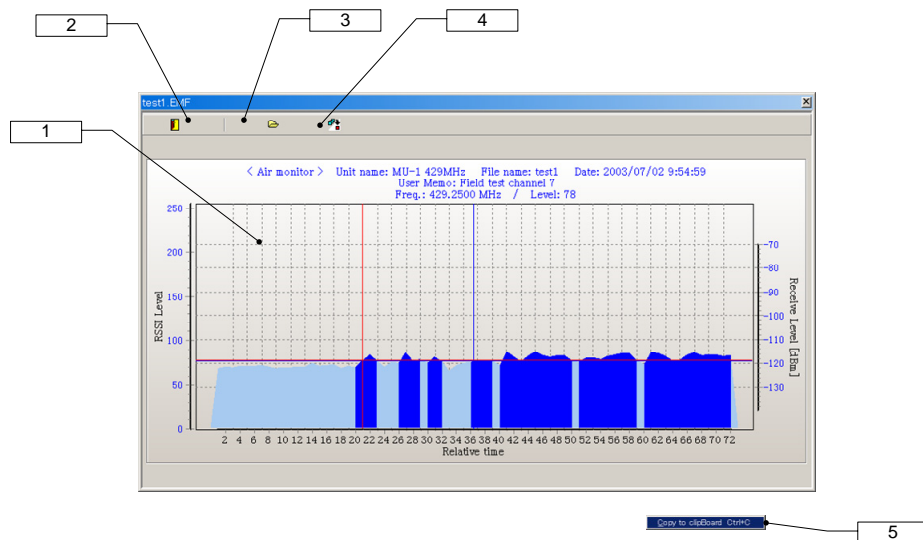 3
4
2
1
test1.EMF
< Air monitor > Unit name: MU-1 429MHz File name: test1 Date: 2003/07/02 9:54:59
User Memo: Field test channel 7
Freq.: 429.2500 MHz / Level: 78
250
200
150
100
50
0
RSSI Level
-70
-80
-90
-100
-110
-120
-130
Receive Level [dBm]
2 4 6 8 10 12 14 16 18 20 22 24 26 28 30 32 34 36 38 40 42 44 46 48 50 52 54 56 58 60 62 64 66 68 70 72
Relative time
Copy to clipBoard Ctrl+C
5